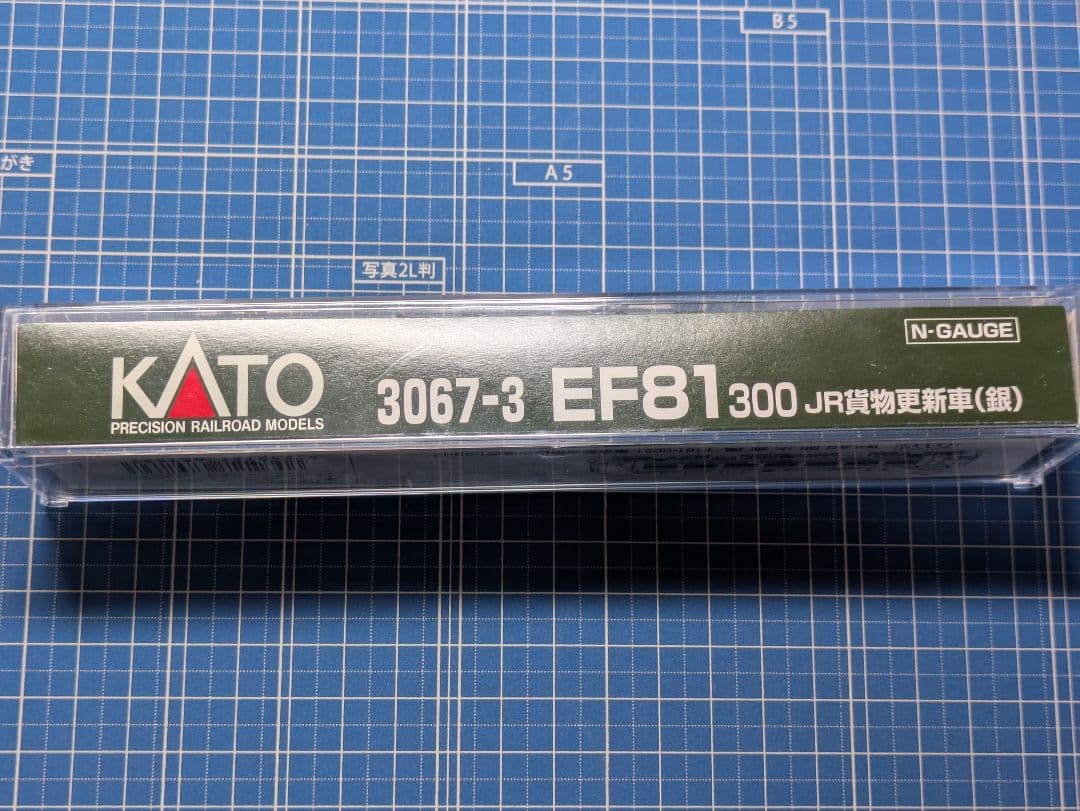 B5
がき
A5
写真2L判
N-GAUGE
KATO
PRECISION RAILROAD MODELS
3067-3 EF81 300 JR貨物更新車(銀)